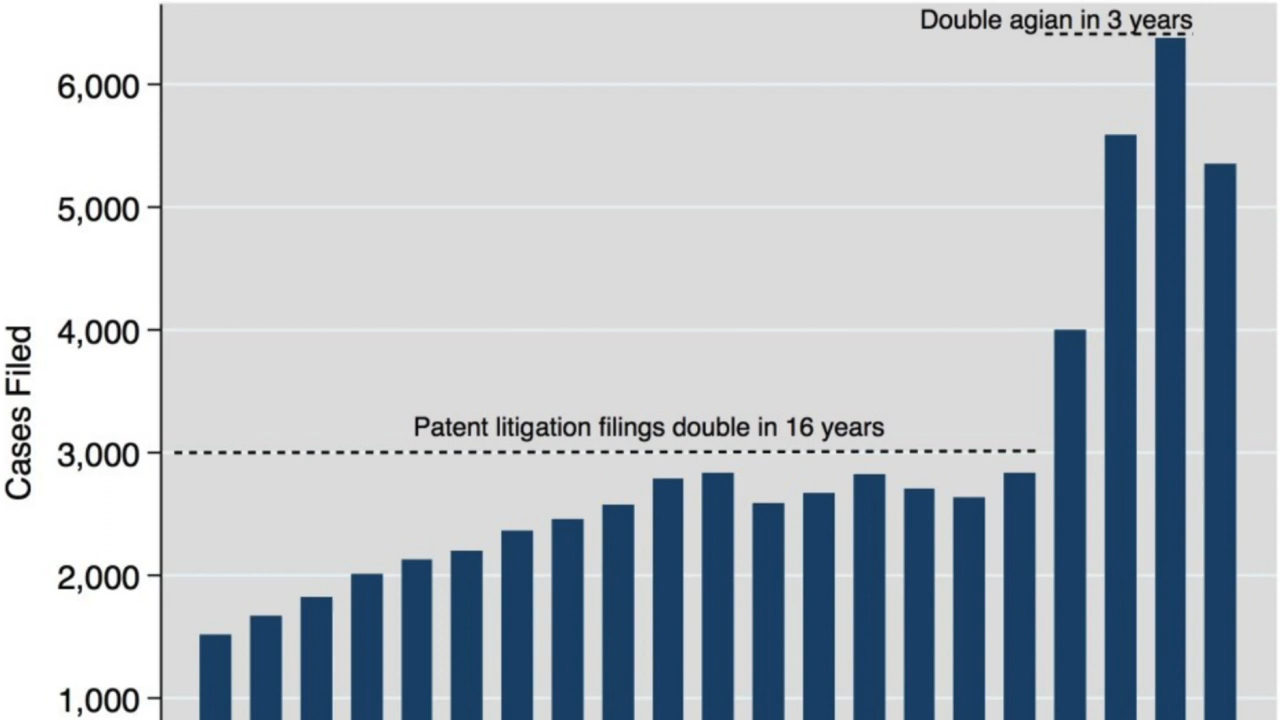 Double agian in 3 years
6,000
5,000
4,000
Patent litigation filings double in 16 years
3,000
2,000
1,000
Cases Filed